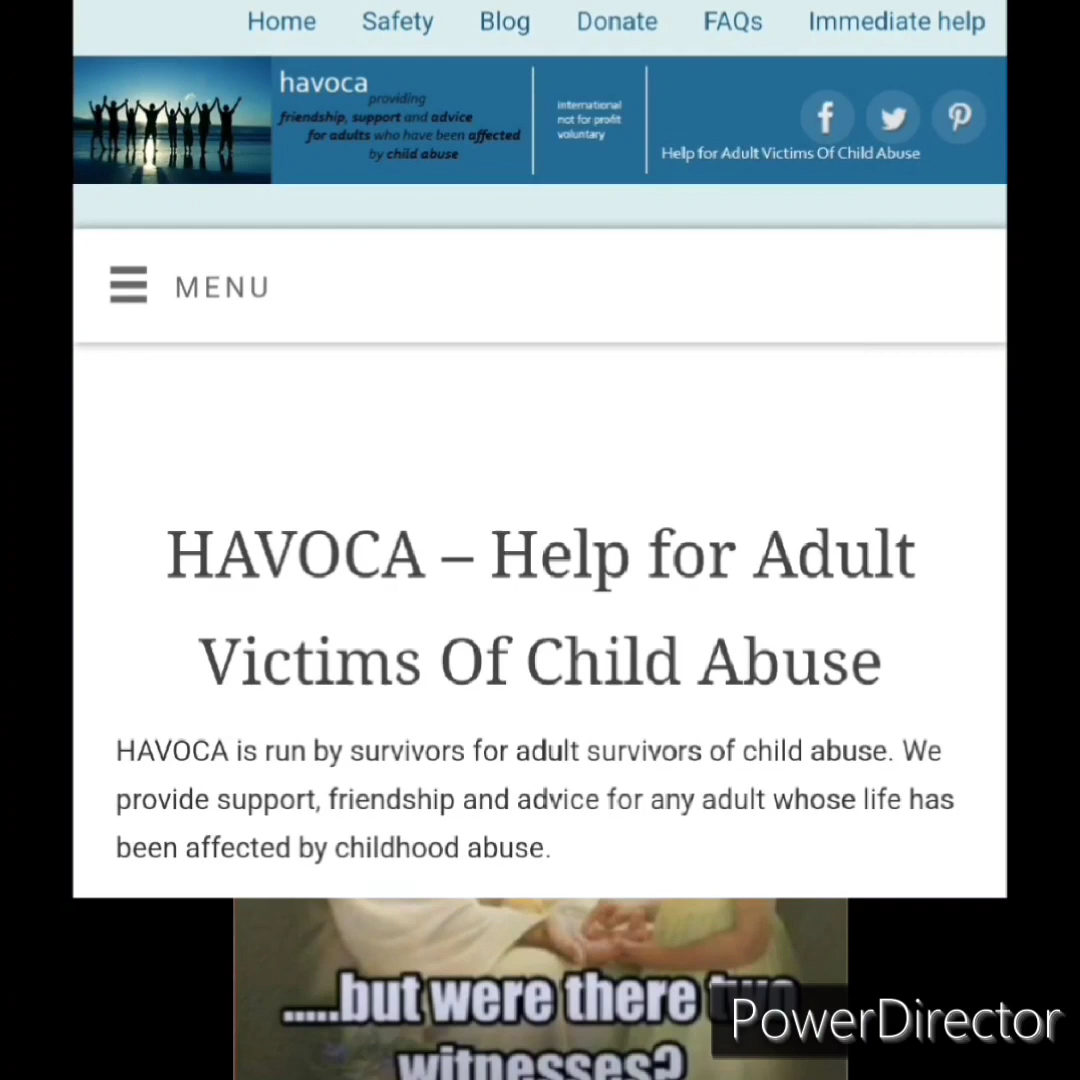 Home Safety Blog Donate FAQs Immediate help
havoca
providing
friendship, support and advice
for adults who have been affected
by child abuse
international
not for profit
voluntary
Help for Adult Victims Of Child Abuse
MENU
HAVOCA – Help for Adult
Victims Of Child Abuse
HAVOCA is run by survivors for adult survivors of child abuse. We
provide support, friendship and advice for any adult whose life has
been affected by childhood abuse.
.....but were there two
witnesses?
PowerDirector